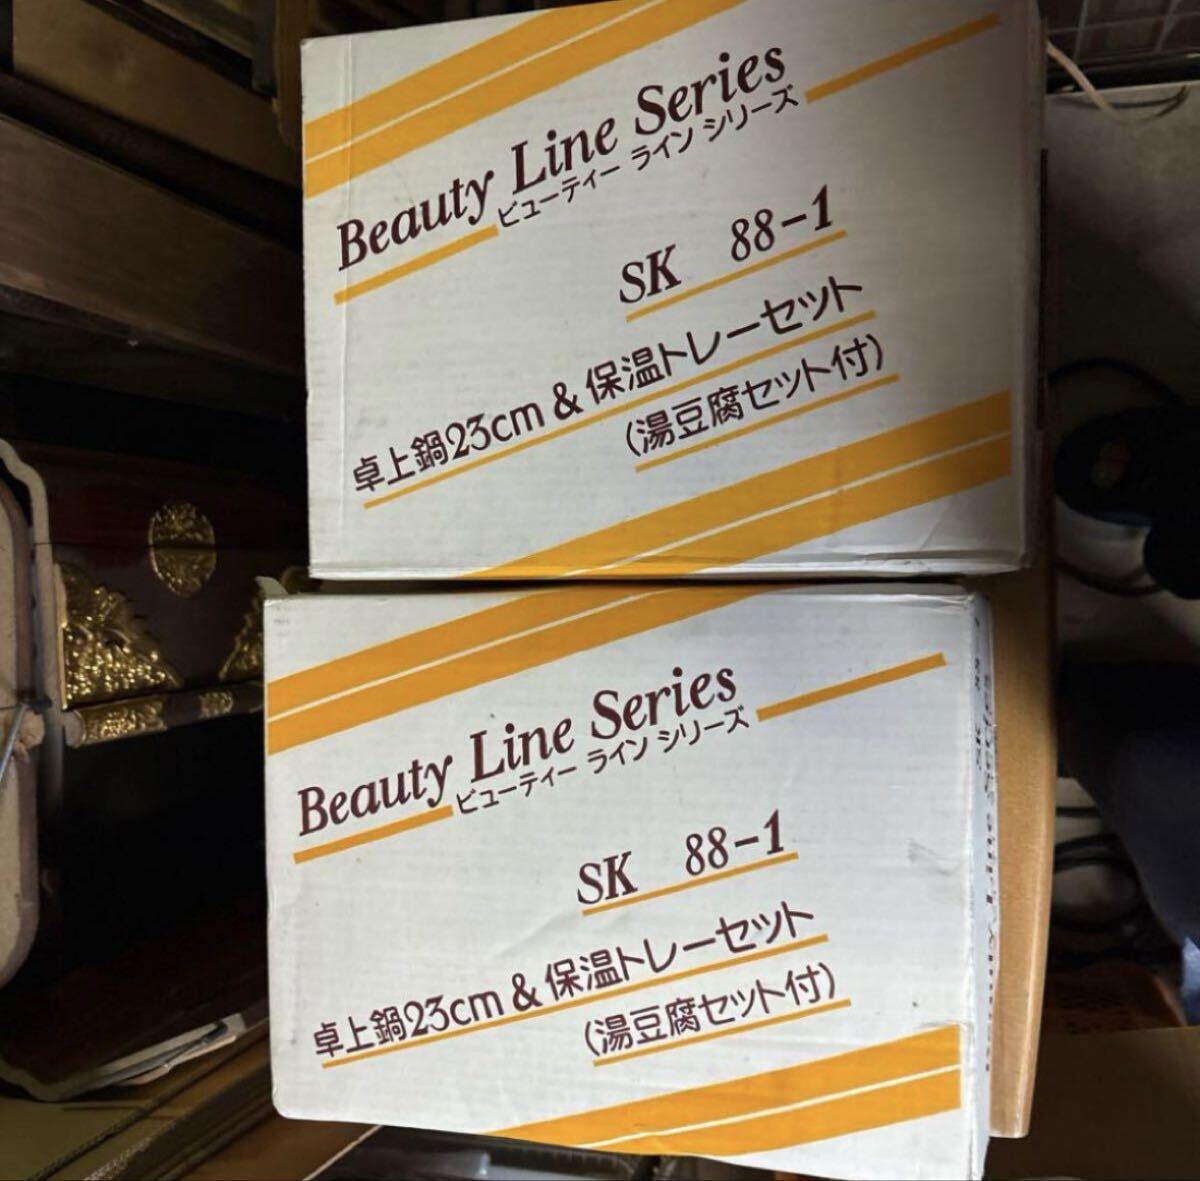 Beauty Line Series
ビューティー ライン シリーズ
SK 88-1
卓上鍋23cm & 保温トレーセット
(湯豆腐セット付)
Beauty Line Series
ビューティー ライン シリーズ
SK 88-1
卓上鍋23cm & 保温トレーセット
(湯豆腐セット付)